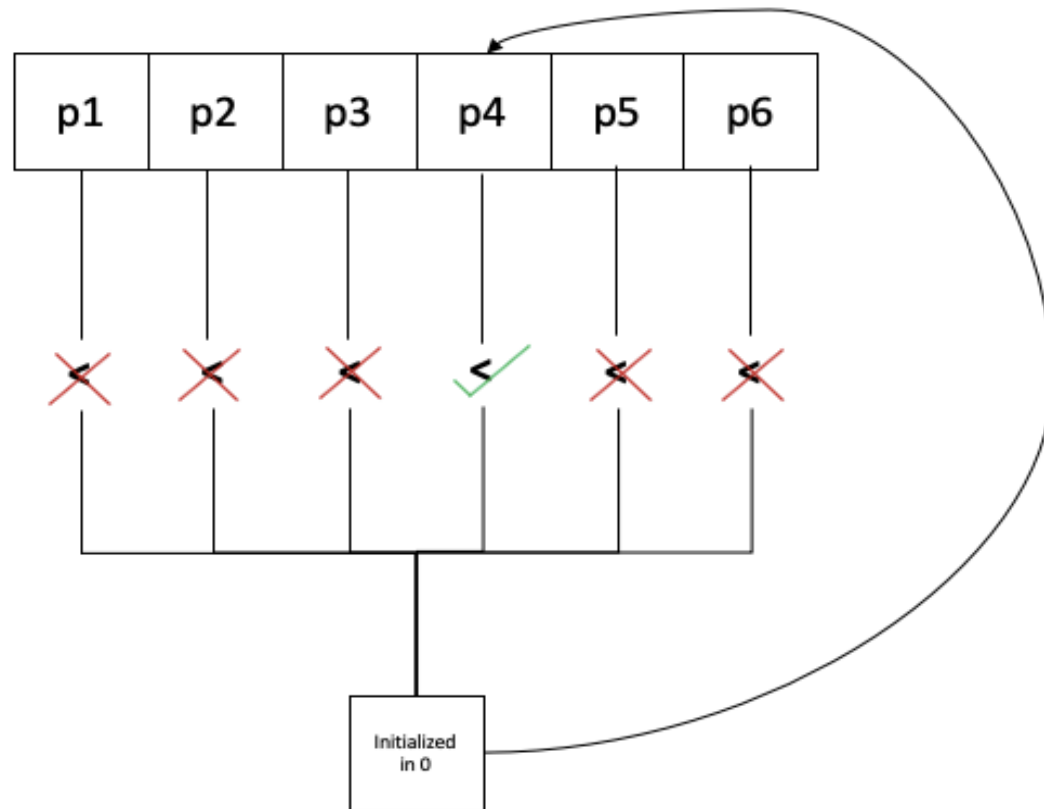 p1 p2 p3 p4 p5 p6
< < < < < <
Initialized
in 0